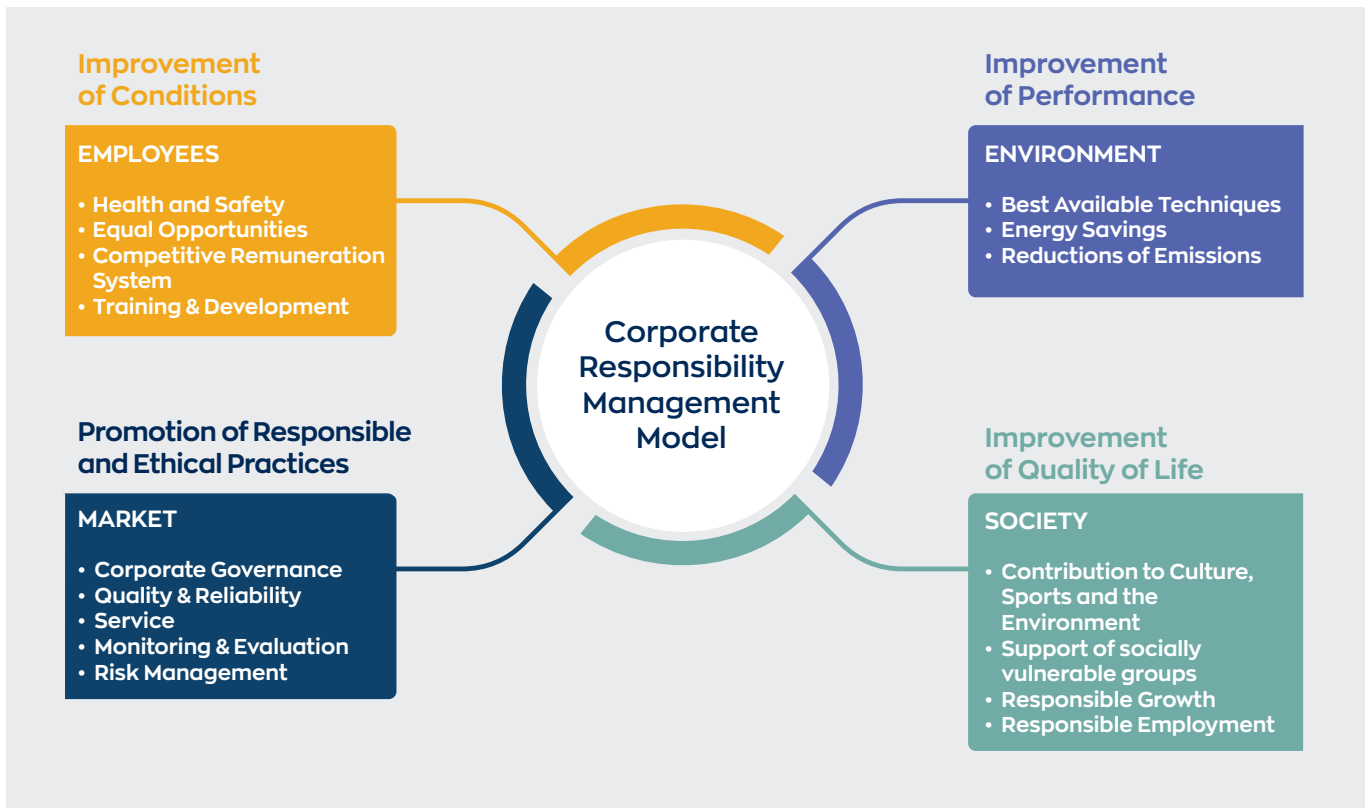 Improvement
of Conditions
EMPLOYEES
• Health and Safety
• Equal Opportunities
• Competitive Remuneration
System
• Training & Development
Improvement
of Performance
ENVIRONMENT
• Best Available Techniques
• Energy Savings
• Reductions of Emissions
Corporate
Responsibility
Management
Model
Promotion of Responsible
and Ethical Practices
MARKET
• Corporate Governance
• Quality & Reliability
• Service
• Monitoring & Evaluation
• Risk Management
Improvement
of Quality of Life
SOCIETY
• Contribution to Culture,
Sports and the
Environment
• Support of socially
vulnerable groups
• Responsible Growth
• Responsible Employment